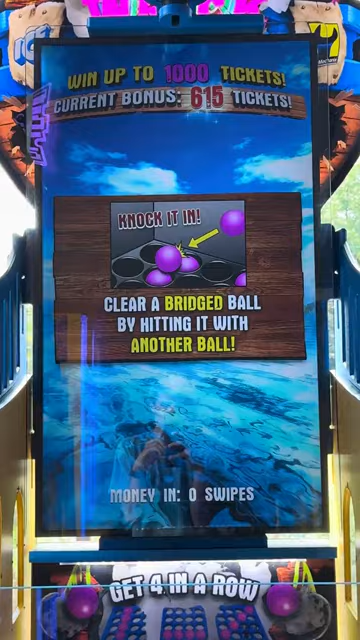 WIN UP TO 1000 TICKETS!
CURRENT BONUS: 615 TICKETS!
KNOCK IT IN!
CLEAR A BRIDGED BALL
BY HITTING IT WITH
ANOTHER BALL!
MONEY IN: 0 SWIPES
GET 4 IN A ROW